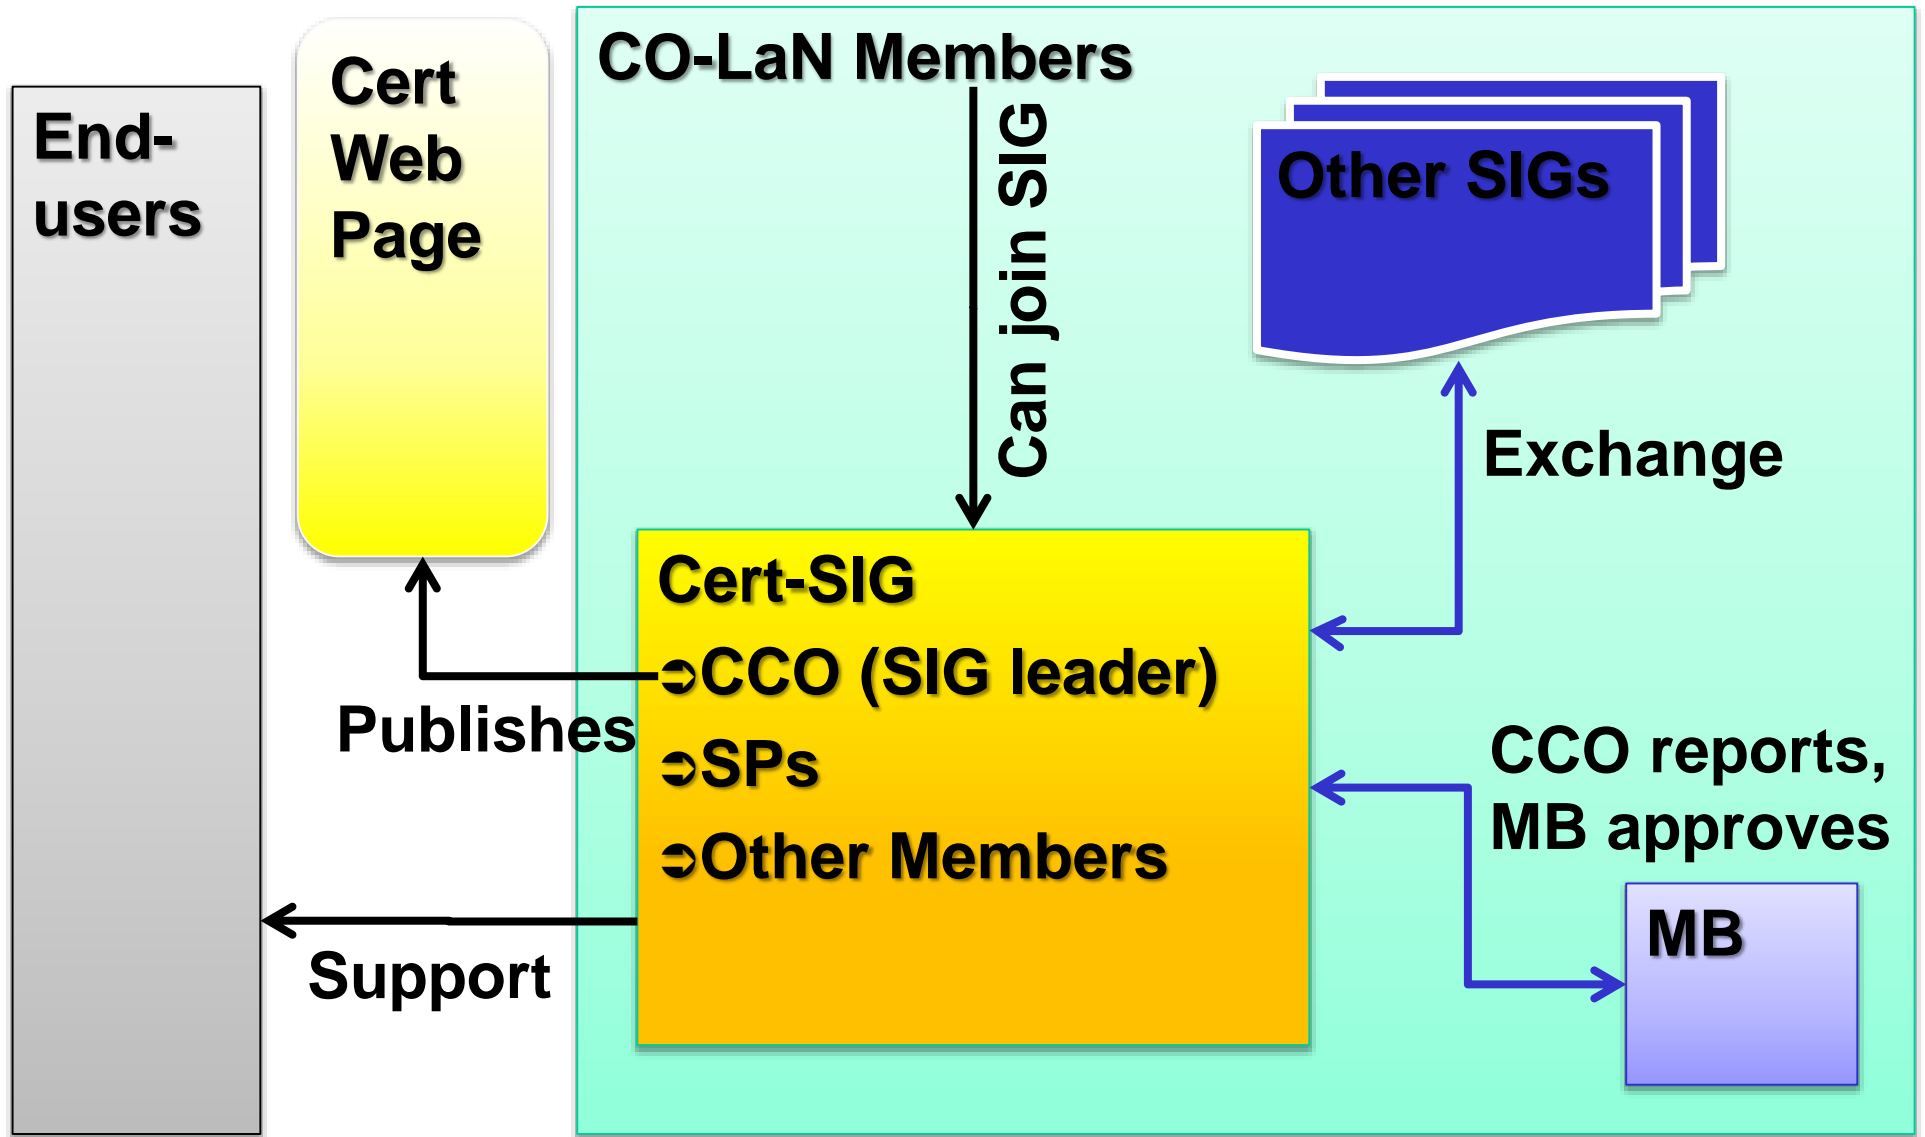 End-
users
Cert
Web
Page
CO-LaN Members
Can join SIG
Other SIGs
Exchange
Cert-SIG
➲CCO (SIG leader)
➲SPs
➲Other Members
Publishes
Support
CCO reports,
MB approves
MB